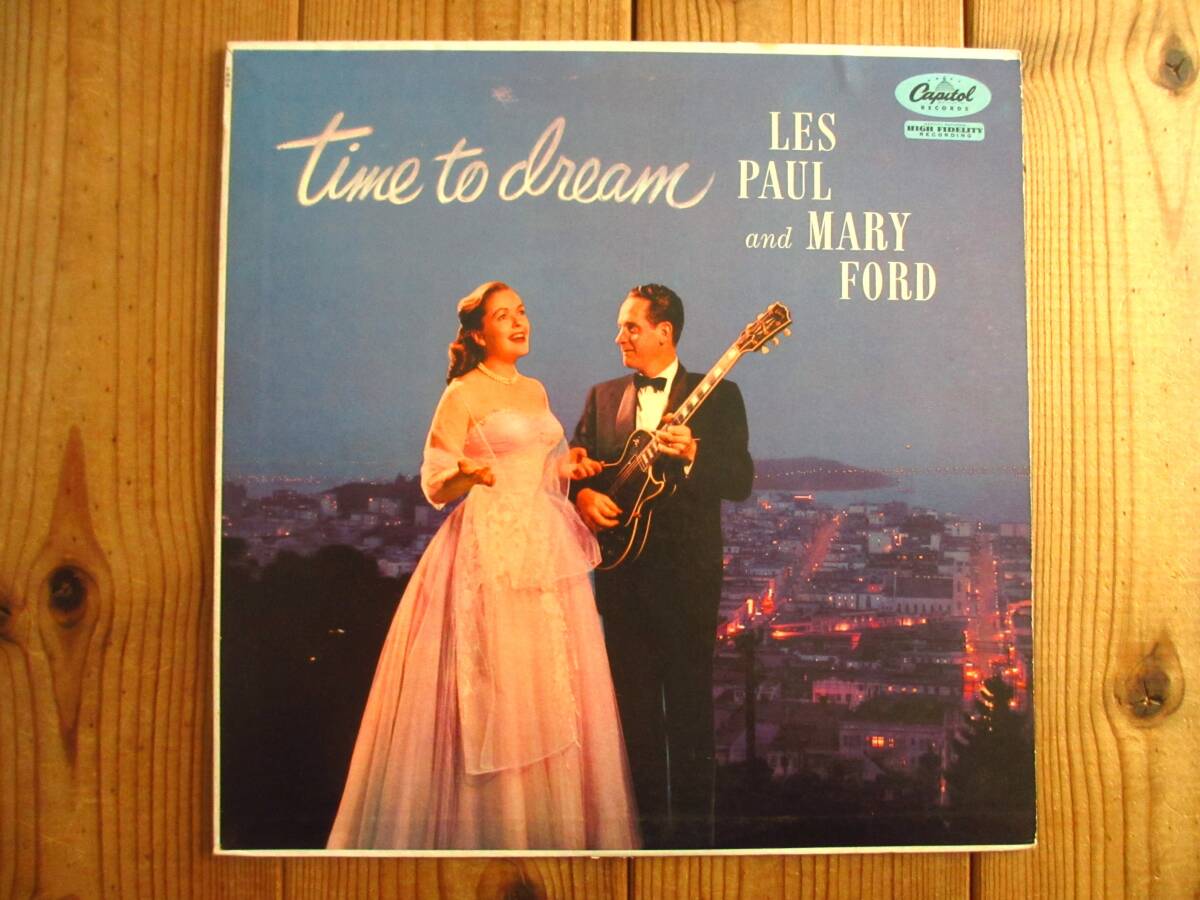 time to dream
LES
PAUL
and MARY
FORD
Capitol
RECORDS
HIGH FIDELITY
RECORDING